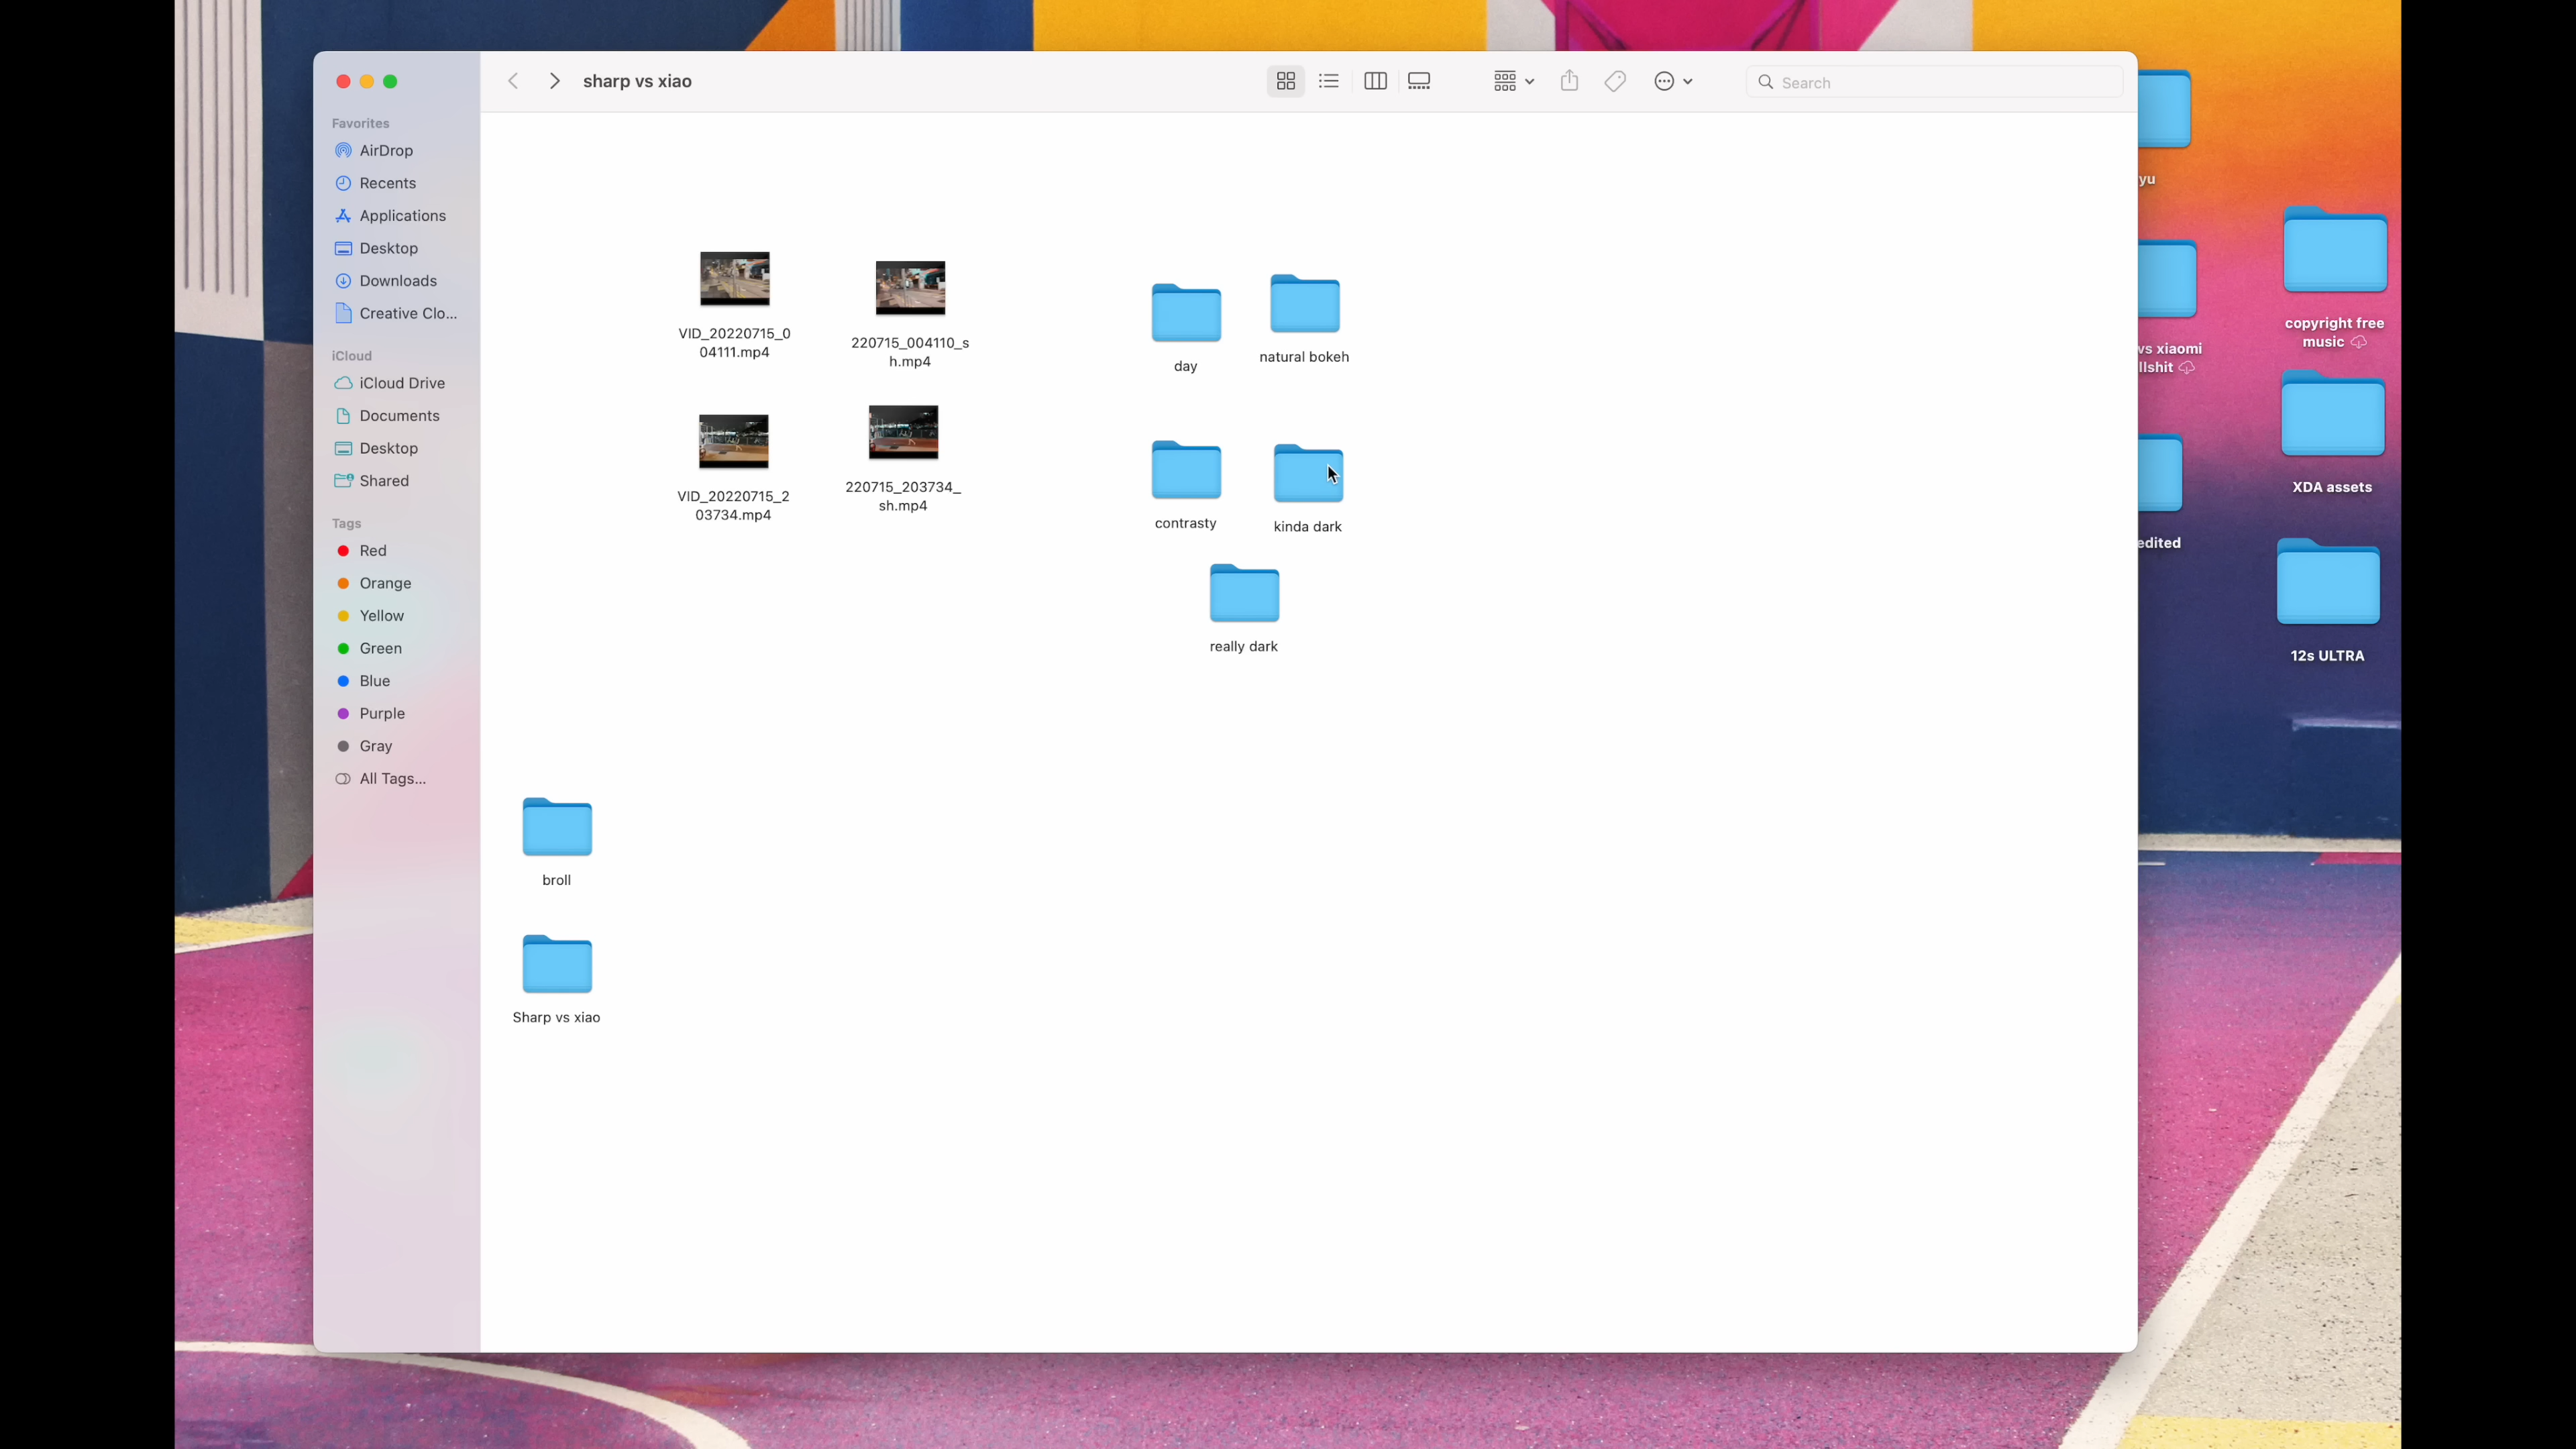 sharp vs xiao
Search
Favorites
AirDrop
Recents
Applications
Desktop
Downloads
Creative Clo...
iCloud
iCloud Drive
Documents
Desktop
Shared
Tags
Red
Orange
Yellow
Green
Blue
Purple
Gray
All Tags...
VID_20220715_0
04111.mp4
220715_004110_s
h.mp4
day
natural bokeh
VID_20220715_2
03734.mp4
220715_203734_
sh.mp4
contrasty
kinda dark
really dark
broll
Sharp vs xiao
yu
vs xiaomi
llshit
edited
copyright free
music
XDA assets
12s ULTRA